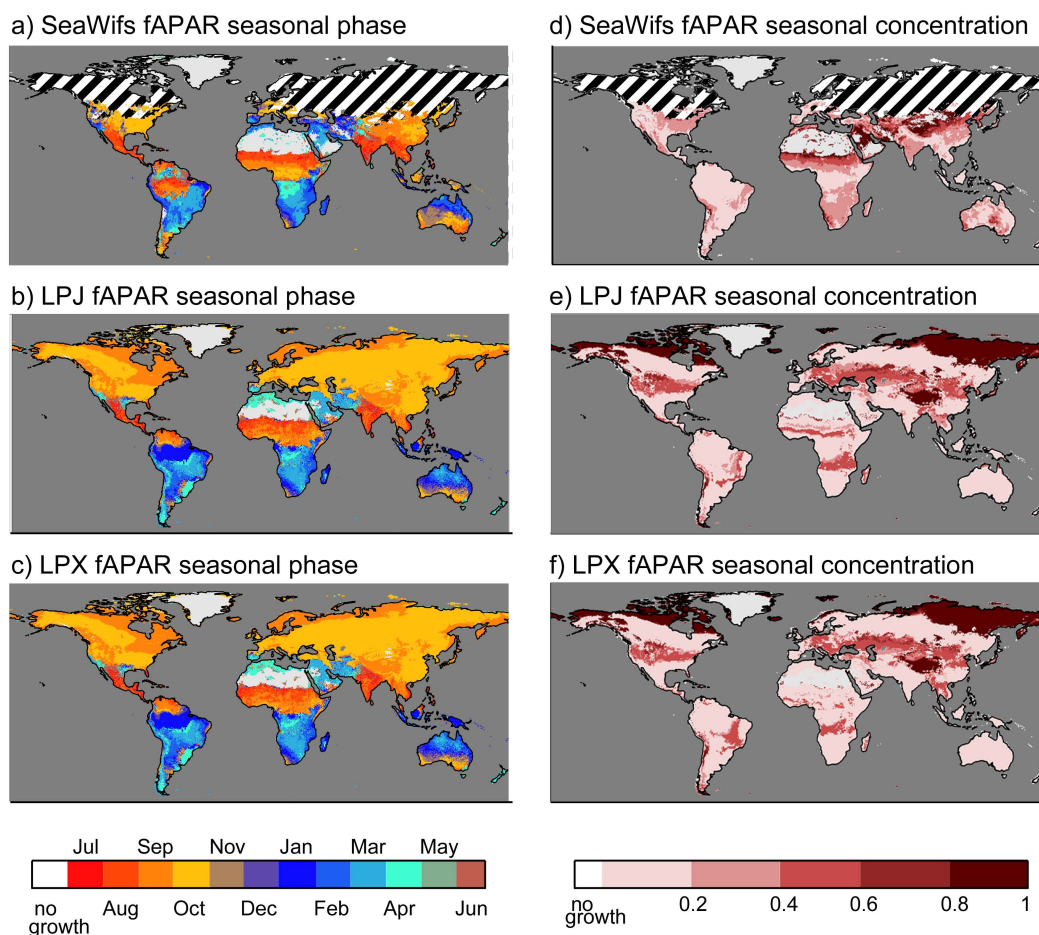 a) SeaWifs fAPAR seasonal phase
d) SeaWifs fAPAR seasonal concentration
b) LPJ fAPAR seasonal phase
e) LPJ fAPAR seasonal concentration
c) LPX fAPAR seasonal phase
f) LPX fAPAR seasonal concentration
Jul Sep Nov Jan Mar May
no growth Aug Oct Dec Feb Apr Jun
no growth 0.2 0.4 0.6 0.8 1